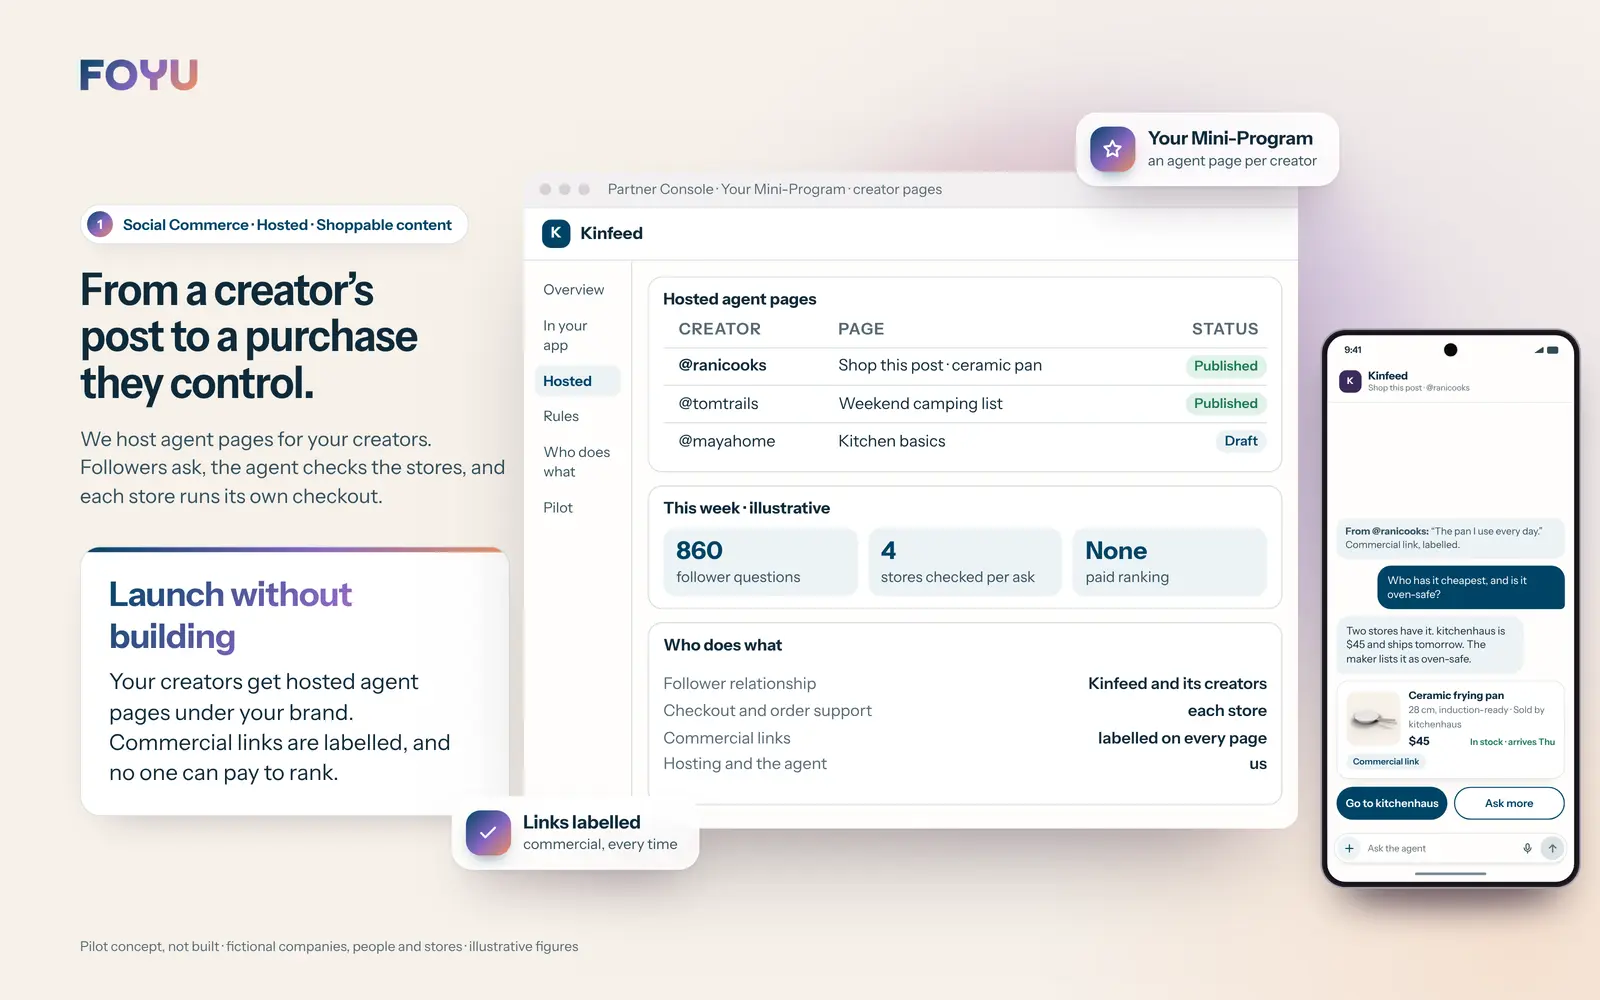 FOYU
1 Social Commerce · Hosted · Shoppable content
From a creator’s
post to a purchase
they control.
We host agent pages for your creators.
Followers ask, the agent checks the stores, and
each store runs its own checkout.
Launch without
building
Your creators get hosted agent
pages under your brand.
Commercial links are labelled, and
no one can pay to rank.
Your Mini-Program
an agent page per creator
Partner Console · Your Mini-Program · creator pages
K Kinfeed
Overview
In your
app
Hosted
Rules
Who does
what
Pilot
Hosted agent pages
CREATOR PAGE STATUS
@ranicooks Shop this post · ceramic pan Published
@tomtrails Weekend camping list Published
@mayahome Kitchen basics Draft
This week · illustrative
860 4 None
follower questions stores checked per ask paid ranking
Who does what
Follower relationship Kinfeed and its creators
Checkout and order support each store
Commercial links labelled on every page
Hosting and the agent us
Links labelled
commercial, every time
9:41
K Kinfeed
Shop this post · @ranicooks
From @ranicooks: “The pan I use every day.”
Commercial link, labelled.
Who has it cheapest, and is it
oven-safe?
Two stores have it. kitchenhaus is
$45 and ships tomorrow. The
maker lists it as oven-safe.
Ceramic frying pan
28 cm, induction-ready · Sold by
kitchenhaus
$45 In stock · arrives Thu
Commercial link
Go to kitchenhaus Ask more
Ask the agent
Pilot concept, not built · fictional companies, people and stores · illustrative figures